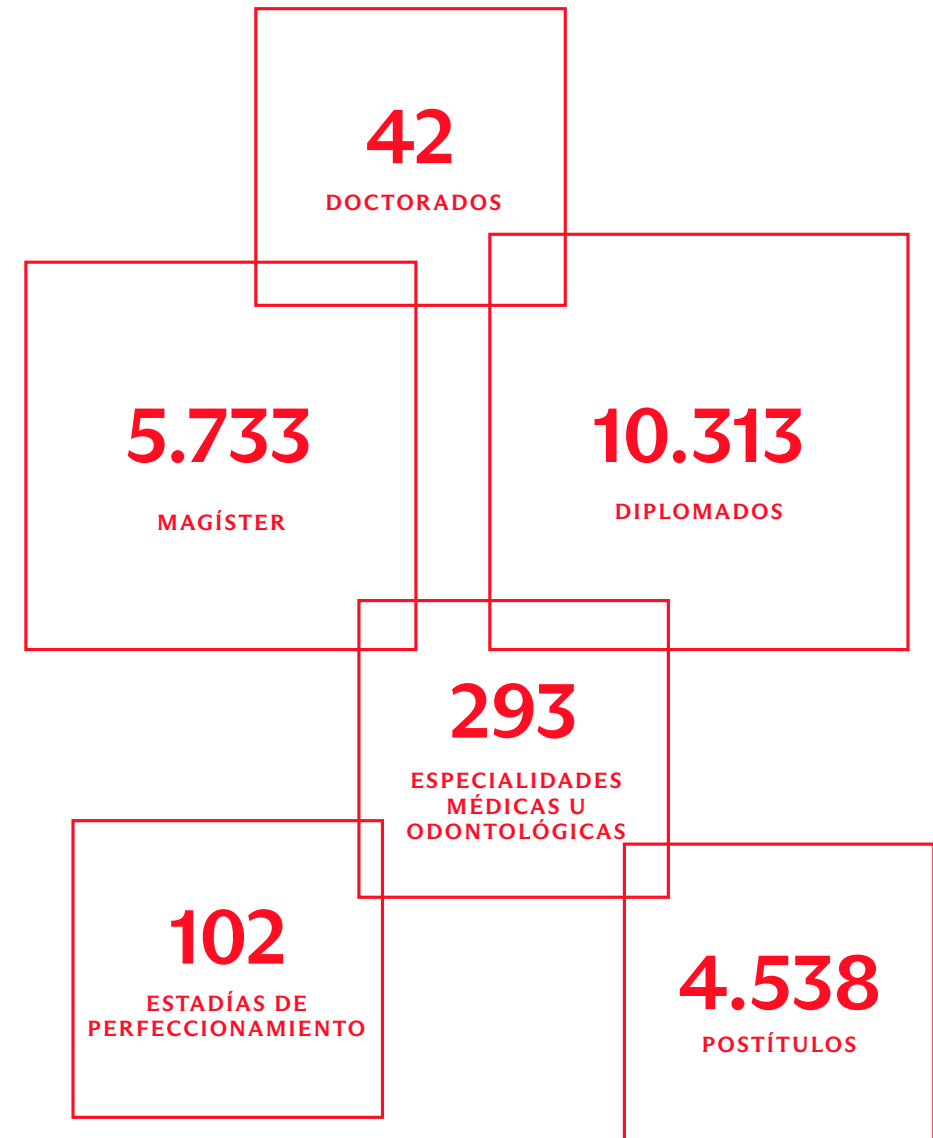 42
DOCTORADOS
5.733
MAGÍSTER
10.313
DIPLOMADOS
293
ESPECIALIDADES
MÉDICAS U
ODONTOLÓGICAS
102
ESTADÍAS DE
PERFECCIONAMIENTO
4.538
POSTÍTULOS